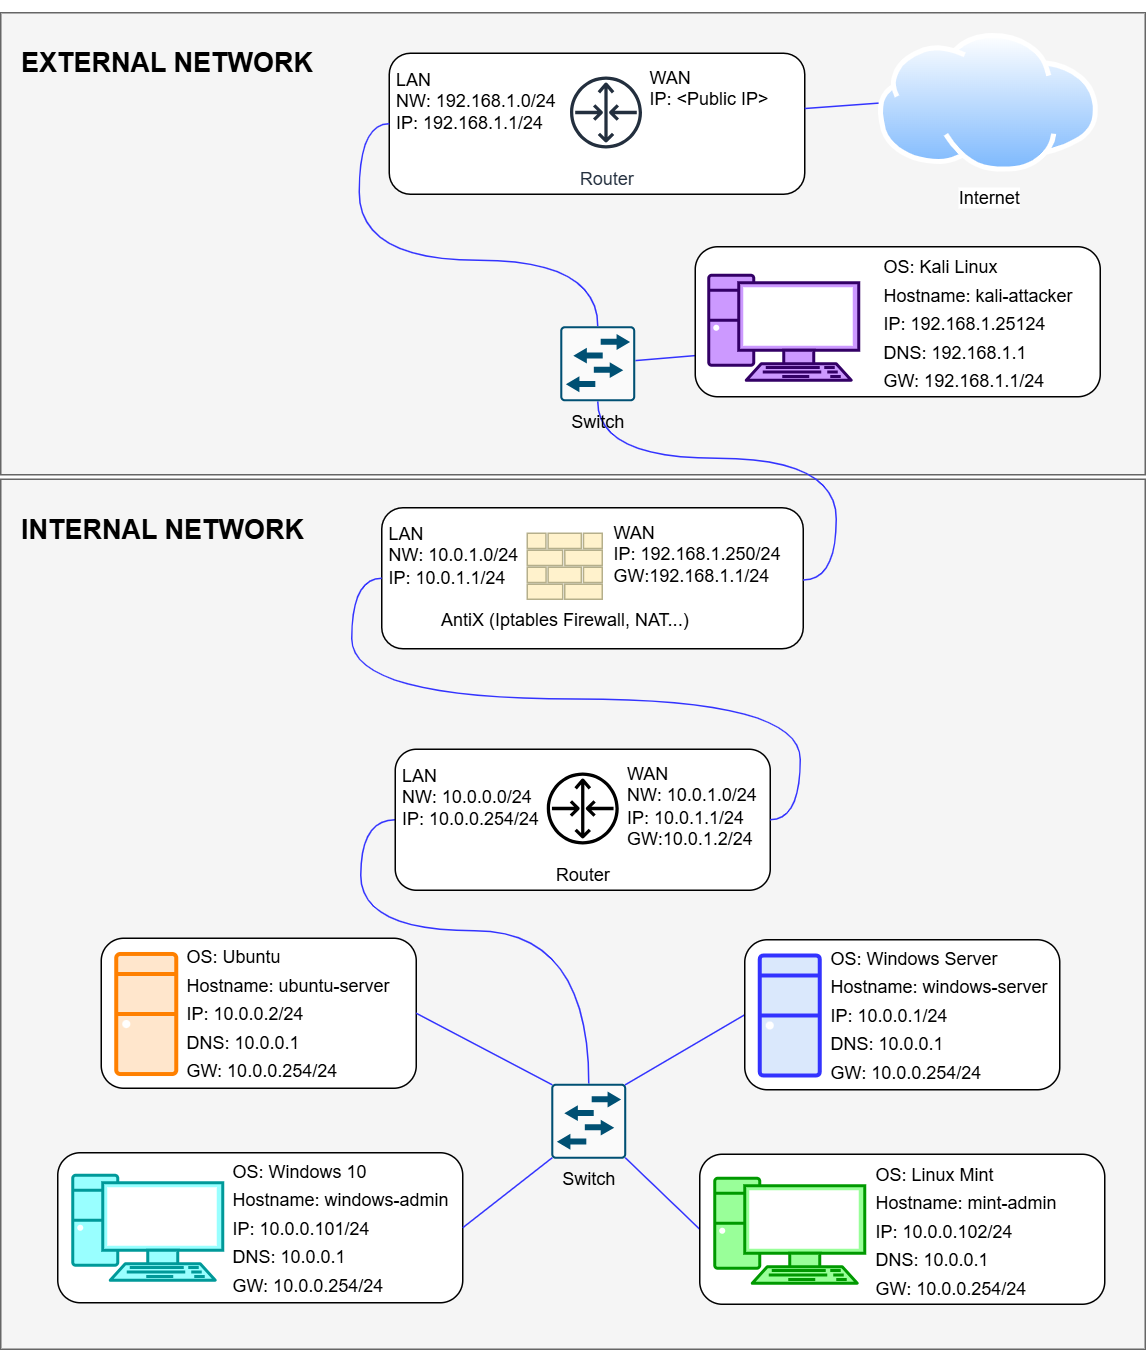 EXTERNAL NETWORK
LAN
NW: 192.168.1.0/24
IP: 192.168.1.1/24
WAN
IP: <Public IP>
Router
Internet
OS: Kali Linux
Hostname: kali-attacker
IP: 192.168.1.25124
DNS: 192.168.1.1
GW: 192.168.1.1/24
Switch
INTERNAL NETWORK
LAN
NW: 10.0.1.0/24
IP: 10.0.1.1/24
WAN
IP: 192.168.1.250/24
GW:192.168.1.1/24
AntiX (Iptables Firewall, NAT...)
LAN
NW: 10.0.0.0/24
IP: 10.0.0.254/24
WAN
NW: 10.0.1.0/24
IP: 10.0.1.1/24
GW:10.0.1.2/24
Router
OS: Ubuntu
Hostname: ubuntu-server
IP: 10.0.0.2/24
DNS: 10.0.0.1
GW: 10.0.0.254/24
OS: Windows Server
Hostname: windows-server
IP: 10.0.0.1/24
DNS: 10.0.0.1
GW: 10.0.0.254/24
Switch
OS: Windows 10
Hostname: windows-admin
IP: 10.0.0.101/24
DNS: 10.0.0.1
GW: 10.0.0.254/24
OS: Linux Mint
Hostname: mint-admin
IP: 10.0.0.102/24
DNS: 10.0.0.1
GW: 10.0.0.254/24